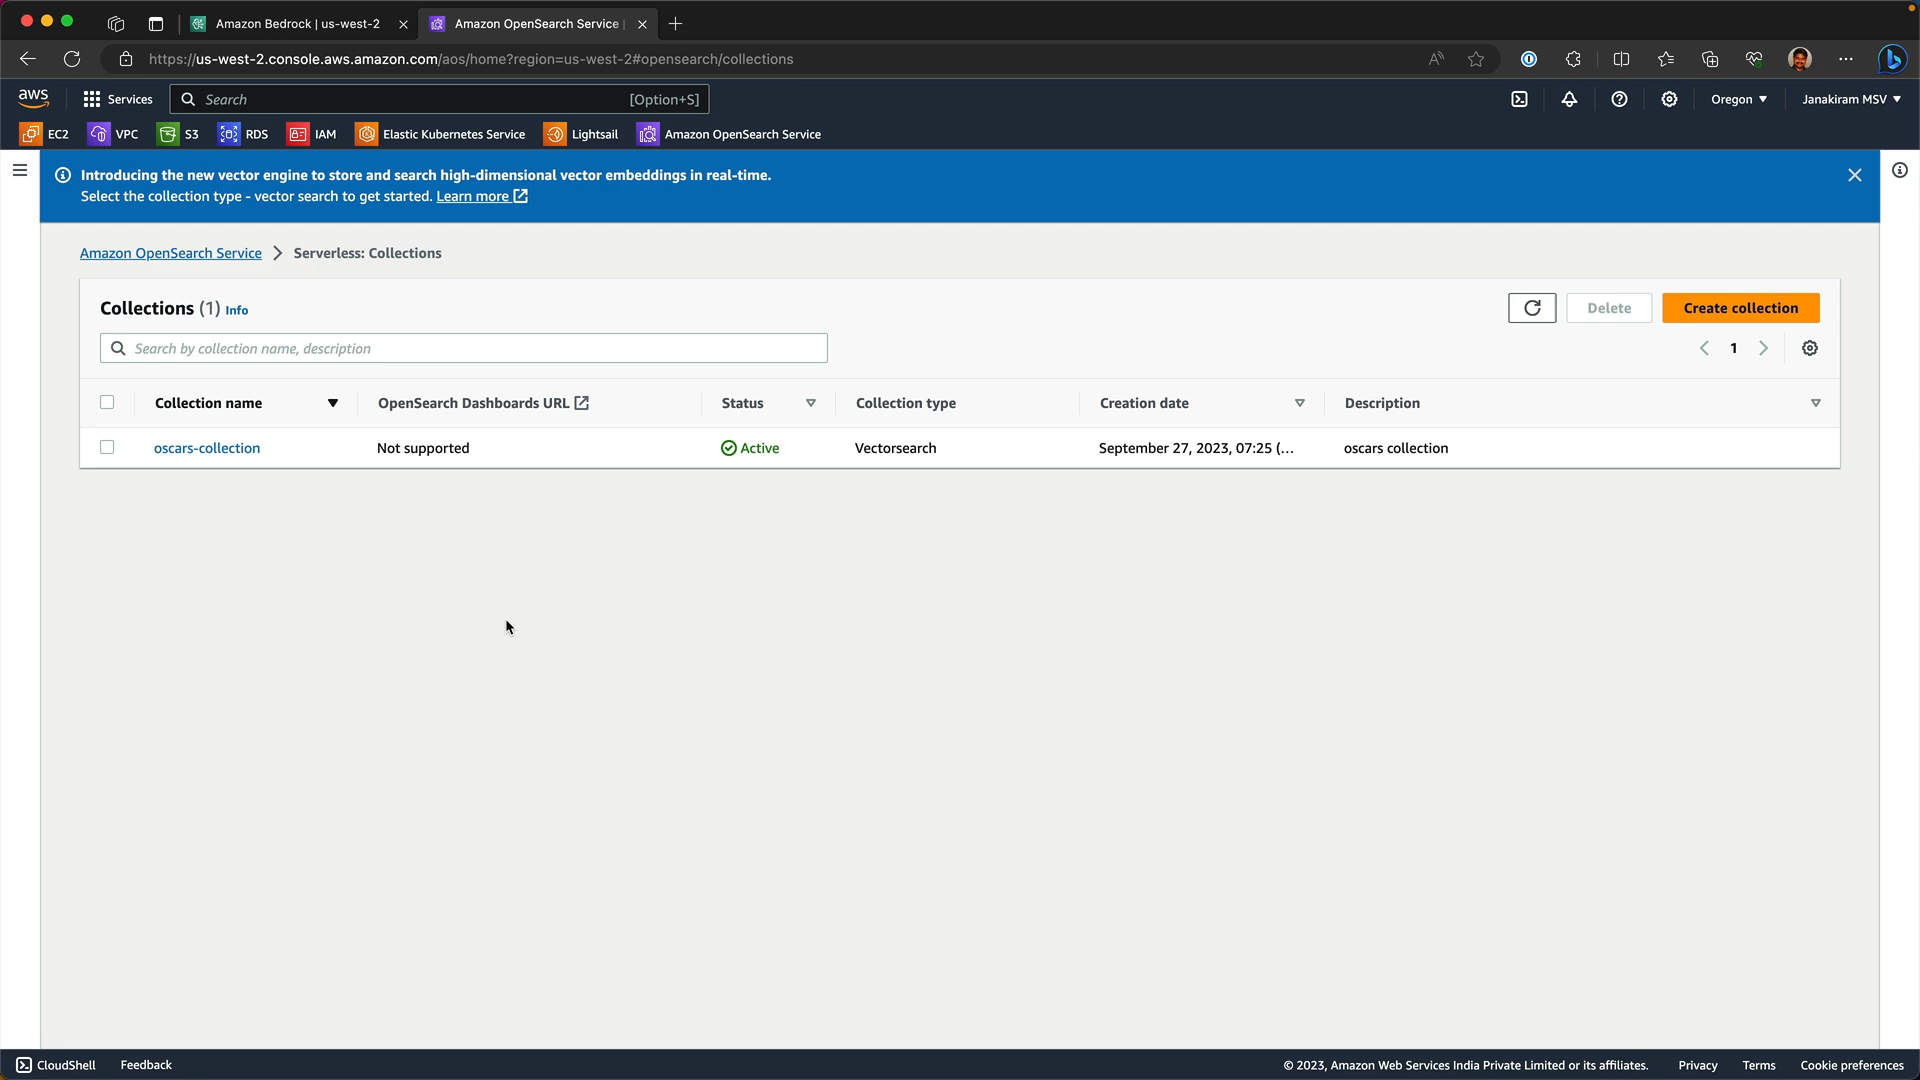 Amazon Bedrock | us-west-2
Amazon OpenSearch Service |
https://us-west-2.console.aws.amazon.com/aos/home?region=us-west-2#opensearch/collections
aws
Services
Search
[Option+S]
Oregon
Janakiram MSV
EC2
VPC
S3
RDS
IAM
Elastic Kubernetes Service
Lightsail
Amazon OpenSearch Service
Introducing the new vector engine to store and search high-dimensional vector embeddings in real-time.
Select the collection type - vector search to get started. Learn more
Amazon OpenSearch Service
Serverless: Collections
Collections (1) Info
Delete
Create collection
Search by collection name, description
1
Collection name
OpenSearch Dashboards URL
Status
Collection type
Creation date
Description
oscars-collection
Not supported
Active
Vectorsearch
September 27, 2023, 07:25 (...
oscars collection
CloudShell
Feedback
© 2023, Amazon Web Services India Private Limited or its affiliates.
Privacy
Terms
Cookie preferences